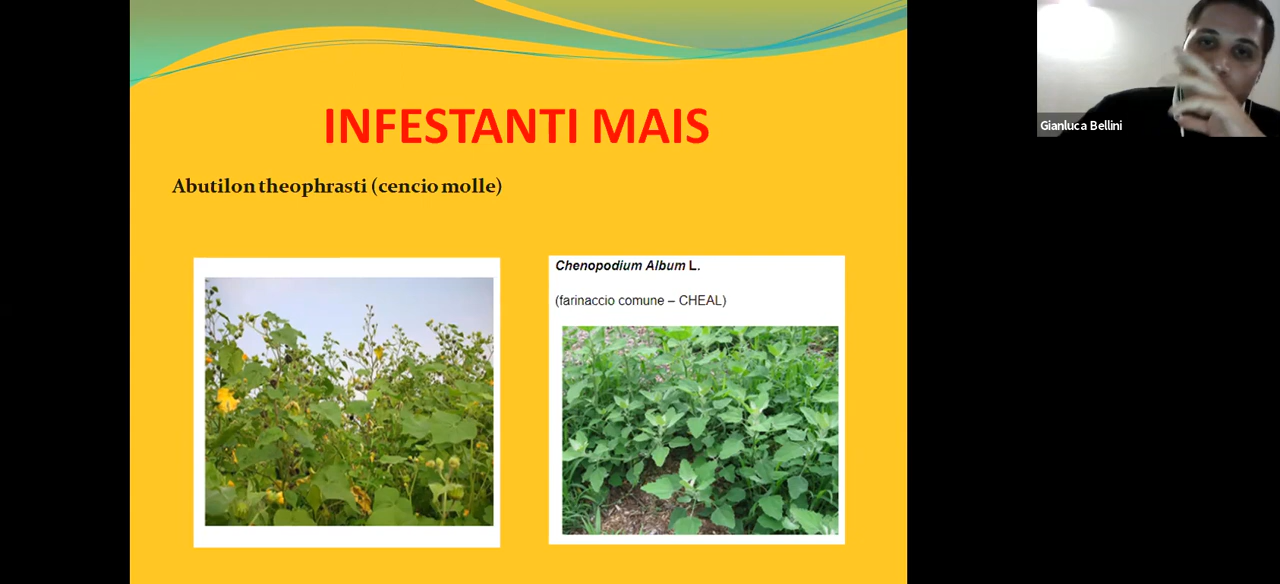 INFESTANTI MAIS
Abutilon theophrasti (cencio molle)
Chenopodium Album L.
(farinaccio comune – CHEAL)
Gianluca Bellini